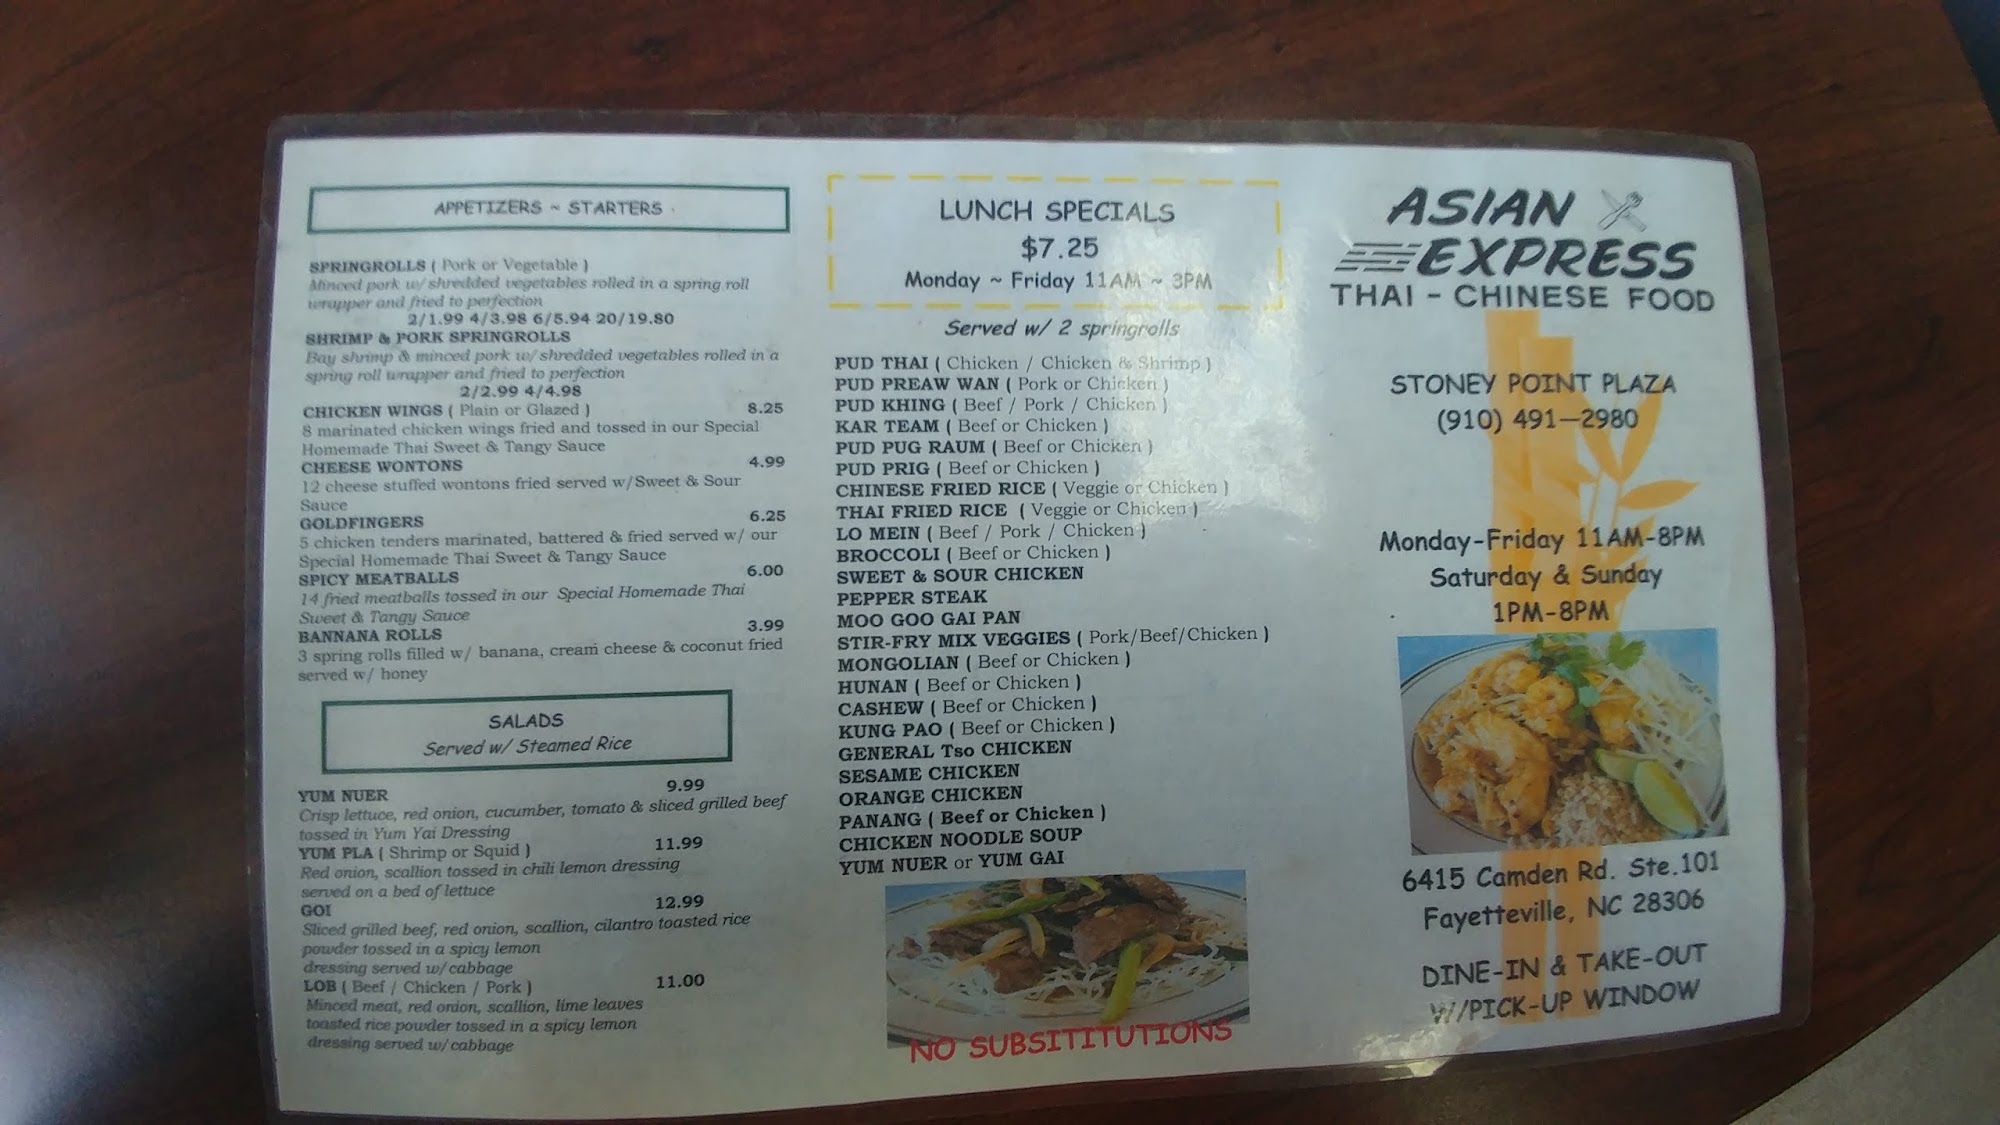 APPETIZERS ~ STARTERS
SPRINGROLLS ( Pork or Vegetable )
Minced pork w/ shredded vegetables rolled in a spring roll
wrapper and fried to perfection
2/1.99 4/3.98 6/5.94 20/19.80
SHRIMP & PORK SPRINGROLLS
Bay shrimp & minced pork w/ shredded vegetables rolled in a
spring roll wrapper and fried to perfection
2/2.99 4/4.98
CHICKEN WINGS ( Plain or Glazed ) 8.25
8 marinated chicken wings fried and tossed in our Special
Homemade Thai Sweet & Tangy Sauce
CHEESE WONTONS 4.99
12 cheese stuffed wontons fried served w/Sweet & Sour
Sauce
GOLDFINGERS 6.25
5 chicken tenders marinated, battered & fried served w/ our
Special Homemade Thai Sweet & Tangy Sauce
SPICY MEATBALLS 6.00
14 fried meatballs tossed in our Special Homemade Thai
Sweet & Tangy Sauce
BANNANA ROLLS 3.99
3 spring rolls filled w/ banana, cream cheese & coconut fried
served w/ honey
SALADS
Served w/ Steamed Rice
YUM NUER 9.99
Crisp lettuce, red onion, cucumber, tomato & sliced grilled beef
tossed in Yum Yai Dressing
YUM PLA ( Shrimp or Squid ) 11.99
Red onion, scallion tossed in chili lemon dressing
served on a bed of lettuce
GOI 12.99
Sliced grilled beef, red onion, scallion, cilantro toasted rice
powder tossed in a spicy lemon
dressing served w/cabbage
LOB ( Beef / Chicken / Pork ) 11.00
Minced meat, red onion, scallion, lime leaves
toasted rice powder tossed in a spicy lemon
dressing served w/cabbage
LUNCH SPECIALS
$7.25
Monday ~ Friday 11AM ~ 3PM
Served w/ 2 springrolls
PUD THAI ( Chicken / Chicken & Shrimp )
PUD PREAW WAN ( Pork or Chicken )
PUD KHING ( Beef / Pork / Chicken )
KAR TEAM ( Beef or Chicken )
PUD PUG RAUM ( Beef or Chicken )
PUD PRIG ( Beef or Chicken )
CHINESE FRIED RICE ( Veggie or Chicken )
THAI FRIED RICE ( Veggie or Chicken )
LO MEIN ( Beef / Pork / Chicken )
BROCCOLI ( Beef or Chicken )
SWEET & SOUR CHICKEN
PEPPER STEAK
MOO GOO GAI PAN
STIR-FRY MIX VEGGIES ( Pork/Beef/Chicken )
MONGOLIAN ( Beef or Chicken )
HUNAN ( Beef or Chicken )
CASHEW ( Beef or Chicken )
KUNG PAO ( Beef or Chicken )
GENERAL Tso CHICKEN
SESAME CHICKEN
ORANGE CHICKEN
PANANG ( Beef or Chicken )
CHICKEN NOODLE SOUP
YUM NUER or YUM GAI
NO SUBSITITUTIONS
ASIAN
EXPRESS
THAI - CHINESE FOOD
STONEY POINT PLAZA
(910) 491—2980
Monday-Friday 11AM-8PM
Saturday & Sunday
1PM-8PM
6415 Camden Rd. Ste.101
Fayetteville, NC 28306
DINE-IN & TAKE-OUT
W/PICK-UP WINDOW